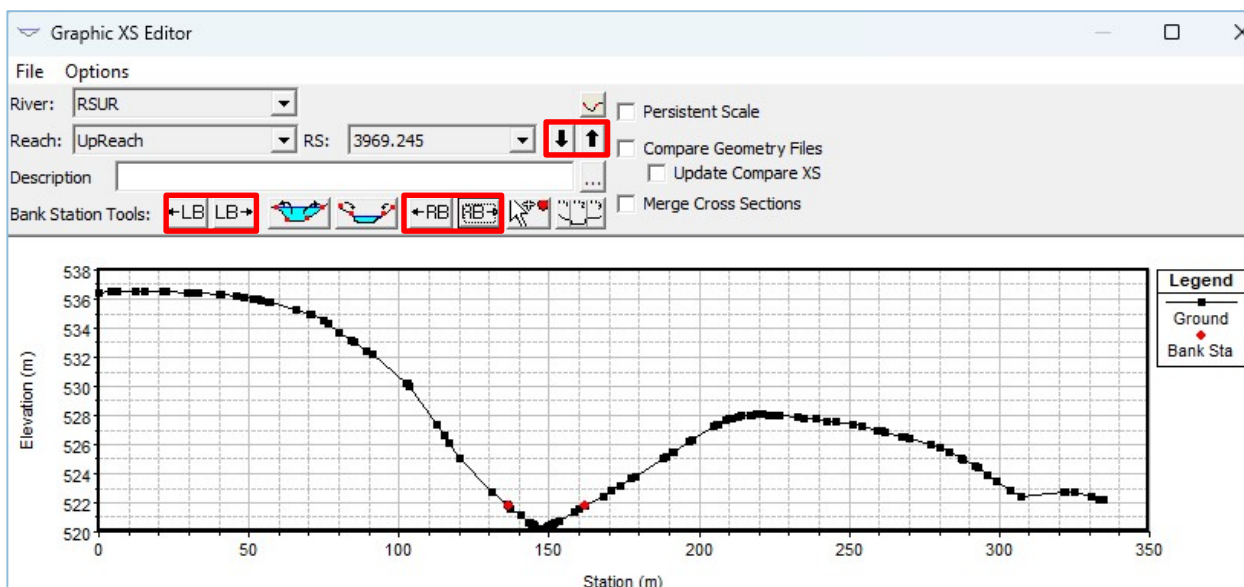 Graphic XS Editor
File Options
River: RSUR
Persistent Scale
Reach: UpReach RS: 3969.245
Compare Geometry Files
Update Compare XS
Description ...
Bank Station Tools: LB LB RB RB
Merge Cross Sections
538
536
534
532
530
528
526
524
522
520
Elevation (m)
0 50 100 150 200 250 300 350
Station (m)
Legend
Ground
Bank Sta